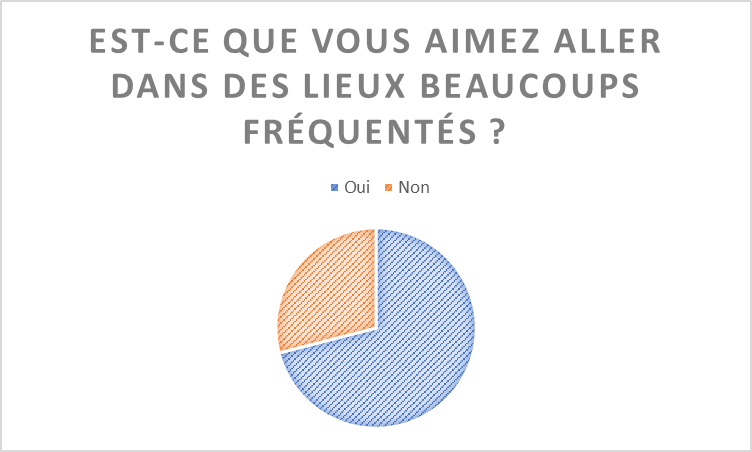 EST-CE QUE VOUS AIMEZ ALLER
DANS DES LIEUX BEAUCOUPS
FRÉQUENTÉS ?
Oui Non